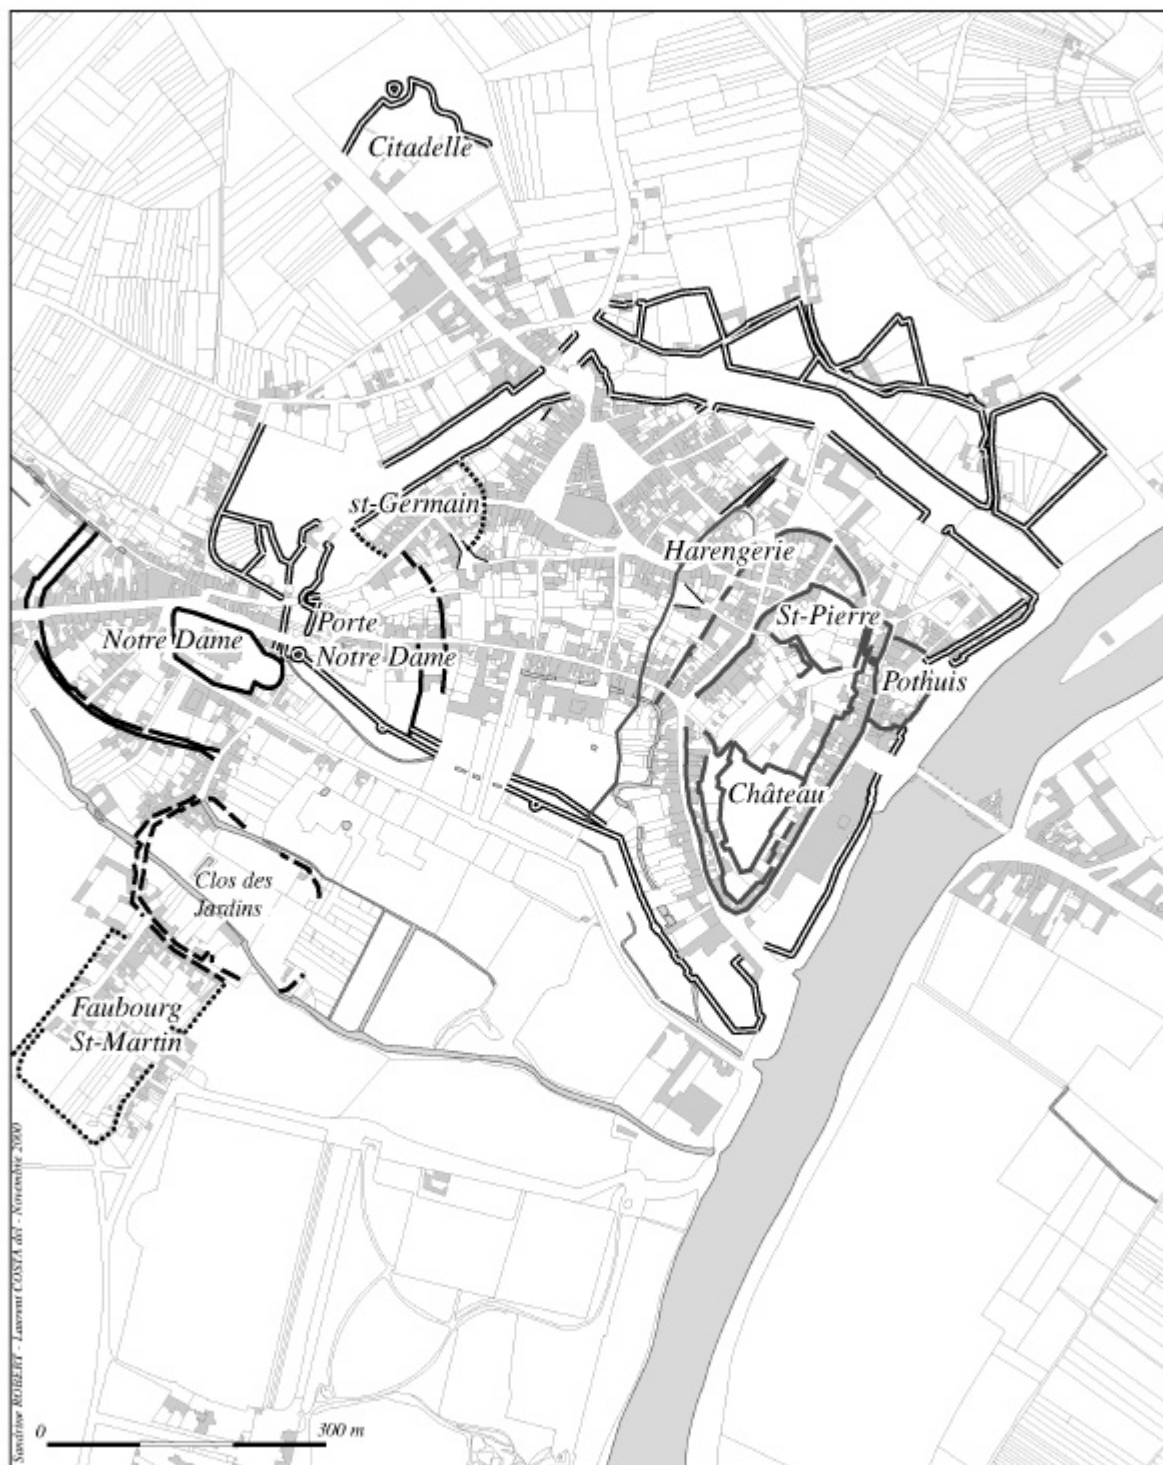 Citadelle
st-Germain
Harengerie
St-Pierre
Porte
Notre Dame
Notre Dame
Pothuis
Château
Clos des
Jardins
Faubourg
St-Martin
Sandrine ROBERT - Laurent COSTA del - Novembre 2000
0
300 m